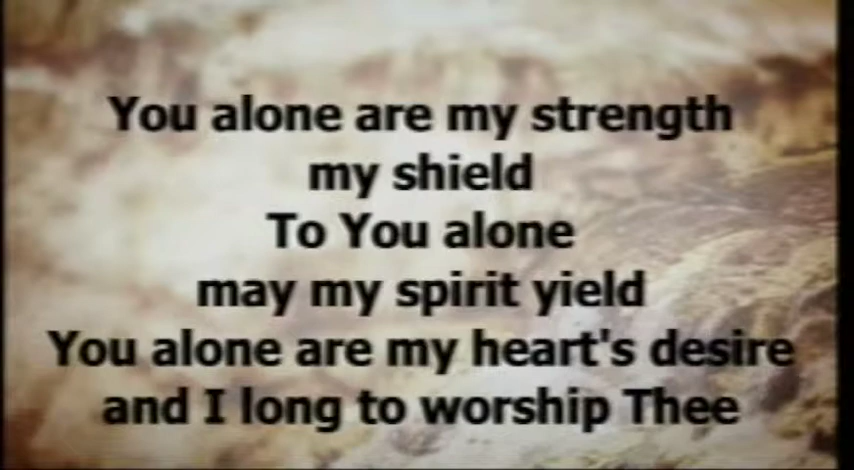 You alone are my strength
my shield
To You alone
may my spirit yield
You alone are my heart's desire
and I long to worship Thee